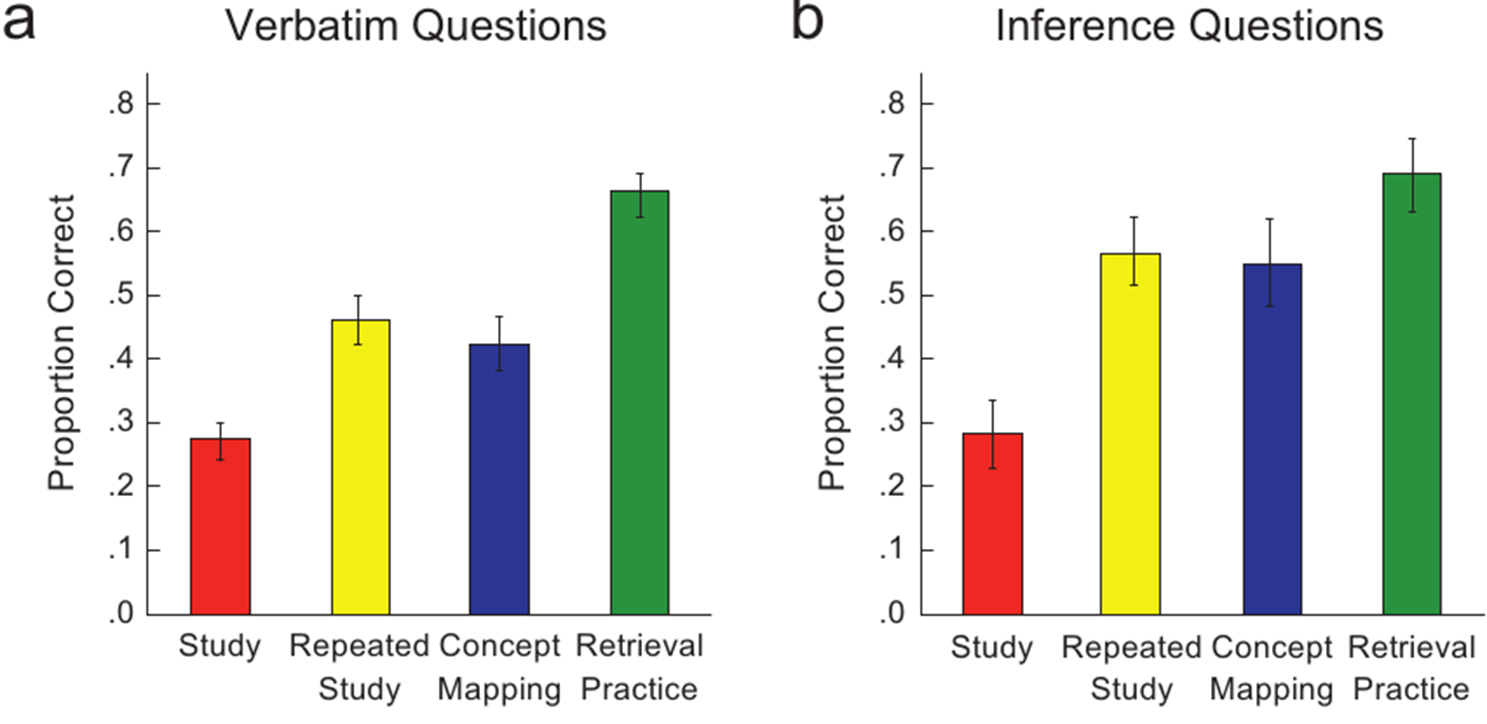 a
Verbatim Questions
Proportion Correct
.8
.7
.6
.5
.4
.3
.2
.1
.0
Study
Repeated
Study
Concept
Mapping
Retrieval
Practice
b
Inference Questions
Proportion Correct
.8
.7
.6
.5
.4
.3
.2
.1
.0
Study
Repeated
Study
Concept
Mapping
Retrieval
Practice